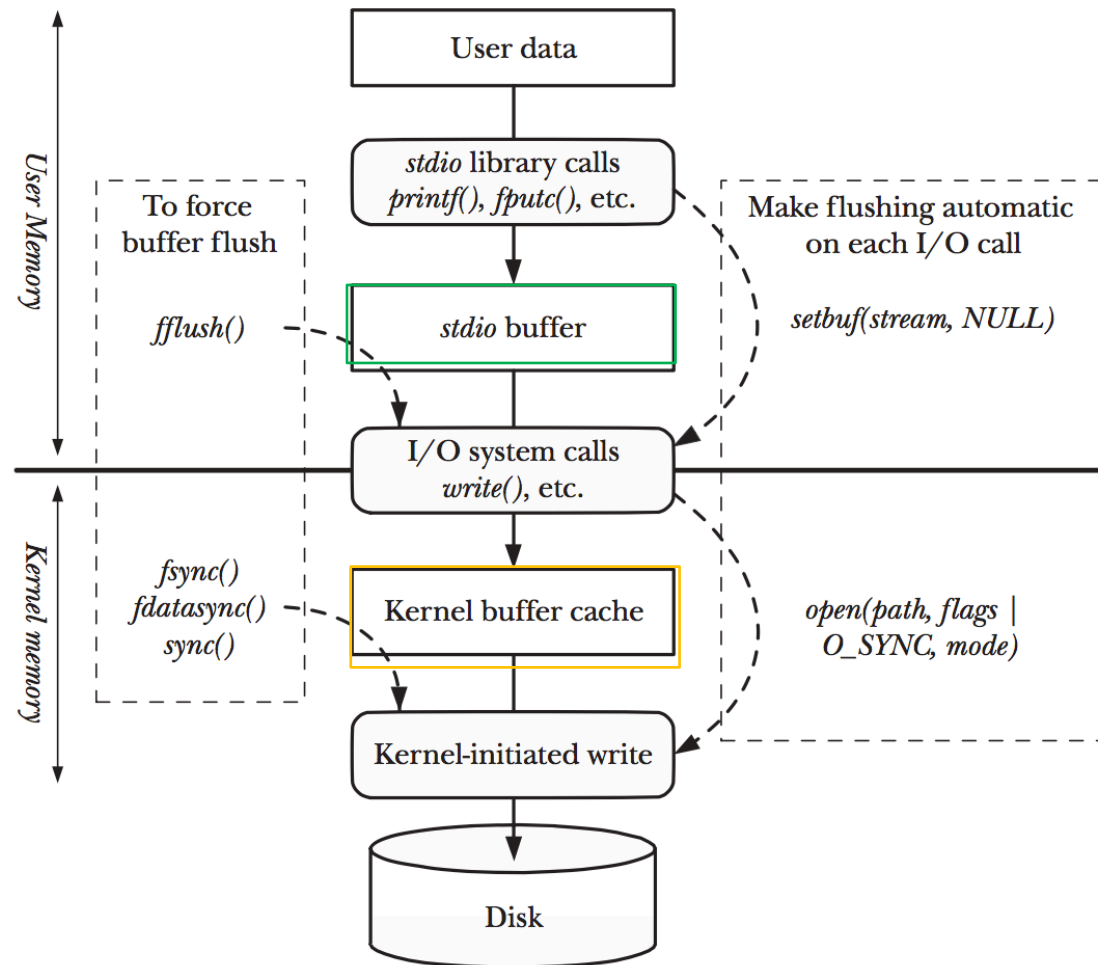 User data
stdio library calls
printf(), fputc(), etc.
User Memory
To force
buffer flush
Make flushing automatic
on each I/O call
fflush()
stdio buffer
setbuf(stream, NULL)
I/O system calls
write(), etc.
Kernel memory
fsync()
fdatasync()
sync()
Kernel buffer cache
open(path, flags |
O_SYNC, mode)
Kernel-initiated write
Disk